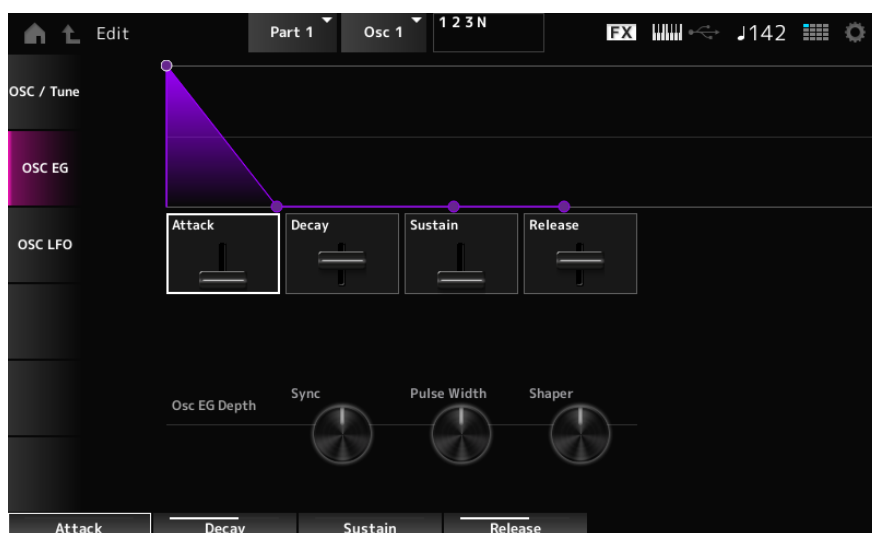 Edit
Part 1
Osc 1
1 2 3 N
FX
♩142
OSC / Tune
OSC EG
OSC LFO
Attack
Decay
Sustain
Release
Osc EG Depth
Sync
Pulse Width
Shaper
Attack
Decay
Sustain
Release